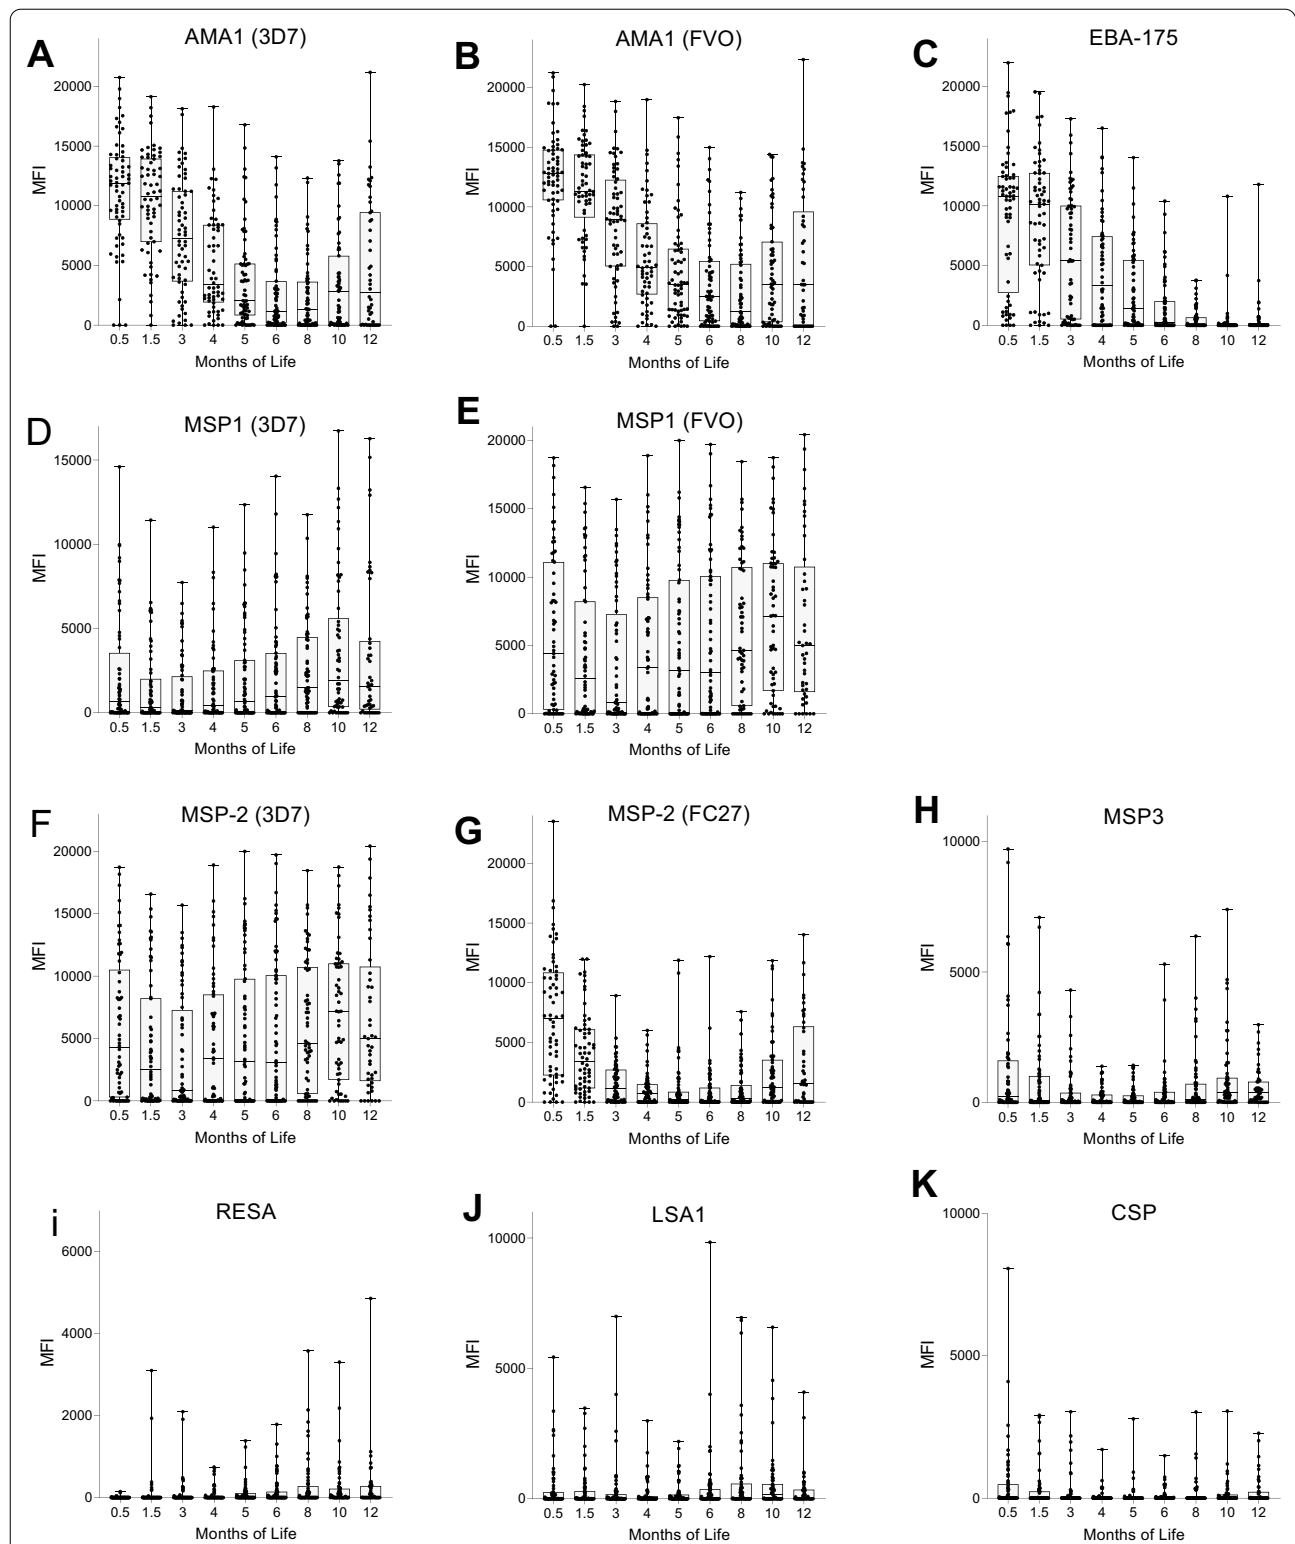 A AMA1 (3D7)
20000
15000
10000
5000
0
MFI
0.5 1.5 3 4 5 6 8 10 12
Months of Life
B AMA1 (FVO)
20000
15000
10000
5000
0
MFI
0.5 1.5 3 4 5 6 8 10 12
Months of Life
C EBA-175
20000
15000
10000
5000
0
MFI
0.5 1.5 3 4 5 6 8 10 12
Months of Life
D MSP1 (3D7)
15000
10000
5000
0
MFI
0.5 1.5 3 4 5 6 8 10 12
Months of Life
E MSP1 (FVO)
20000
15000
10000
5000
0
MFI
0.5 1.5 3 4 5 6 8 10 12
Months of Life
F MSP-2 (3D7)
20000
15000
10000
5000
0
MFI
0.5 1.5 3 4 5 6 8 10 12
Months of Life
G MSP-2 (FC27)
20000
15000
10000
5000
0
MFI
0.5 1.5 3 4 5 6 8 10 12
Months of Life
H MSP3
10000
5000
0
MFI
0.5 1.5 3 4 5 6 8 10 12
Months of Life
i RESA
6000
4000
2000
0
MFI
0.5 1.5 3 4 5 6 8 10 12
Months of Life
J LSA1
10000
5000
0
MFI
0.5 1.5 3 4 5 6 8 10 12
Months of Life
K CSP
10000
5000
0
MFI
0.5 1.5 3 4 5 6 8 10 12
Months of Life